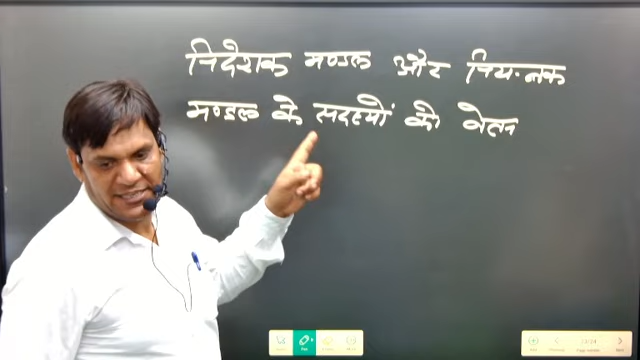 निदेशक मण्डल और नियन्त्रक
मण्डल के सदस्यों को वेतन